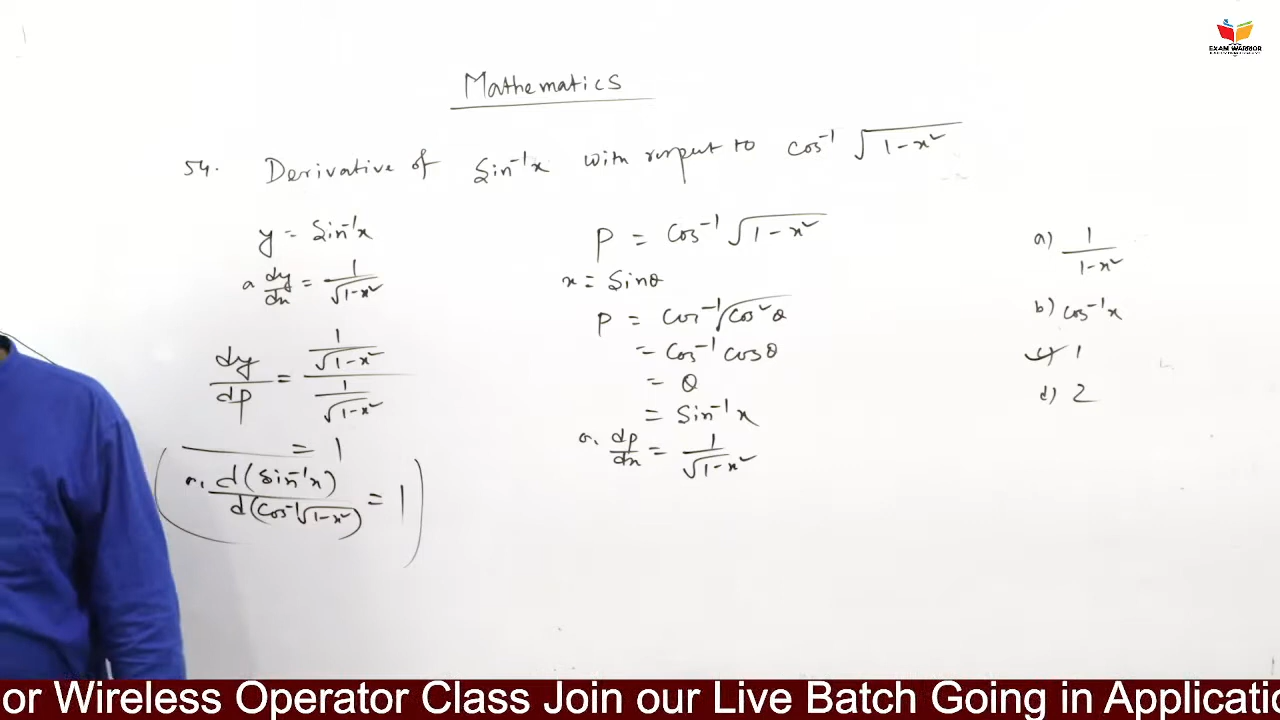 EXAM WARRIOR
Mathematics
54. Derivative of Sin⁻¹x with respect to cos⁻¹ √(1-x²)
y = Sin⁻¹x
a dy/dx = 1/√(1-x²)
dy/dp = (1/√(1-x²))/(1/√(1-x²))
= 1
a, d(Sin⁻¹x)/d(Cos⁻¹√(1-x²)) = 1
P = Cos⁻¹ √(1-x²)
x = Sinθ
P = Cos⁻¹√(Cos²θ)
= Cos⁻¹ cosθ
= θ
= Sin⁻¹x
a, dp/dx = 1/√(1-x²)
a) 1/(1-x²)
b) cos⁻¹x
c) 1
d) 2
or Wireless Operator Class Join our Live Batch Going in Applicatio